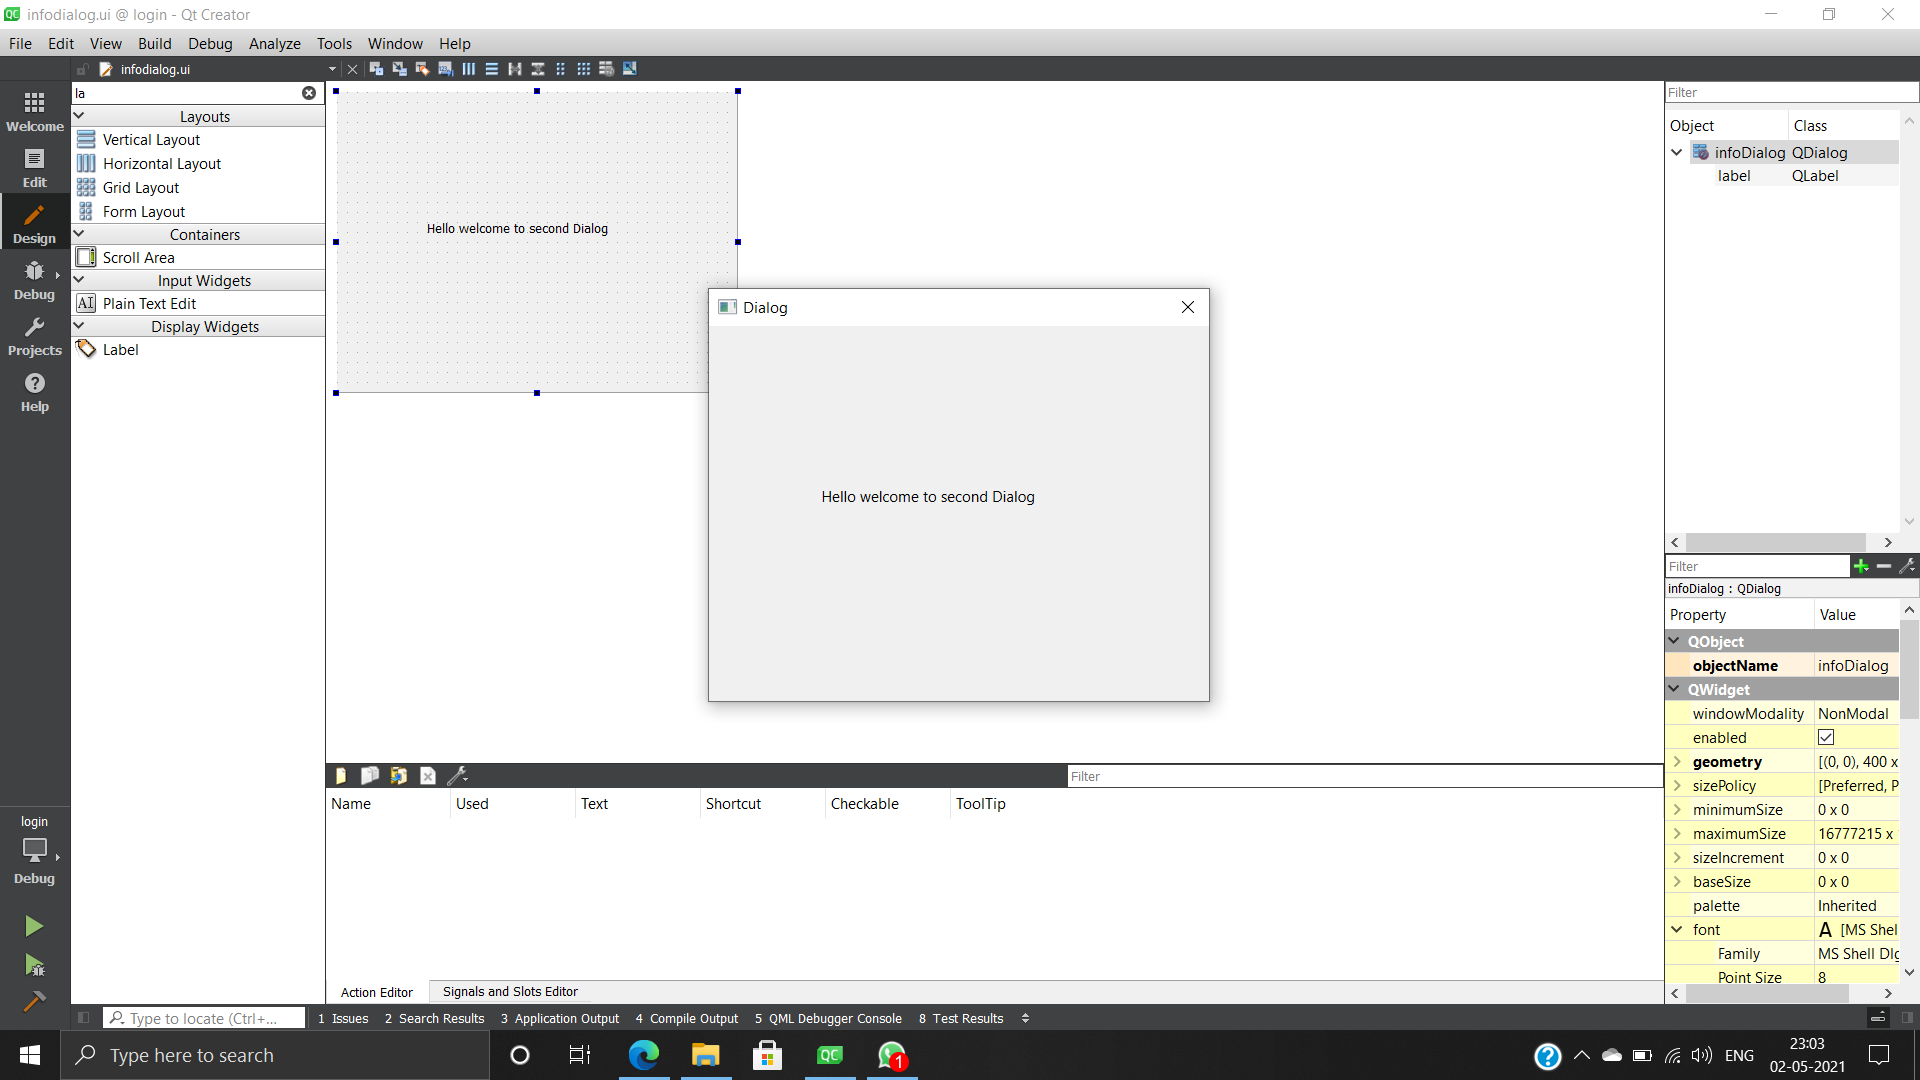 infodialog.ui @ login - Qt Creator
File Edit View Build Debug Analyze Tools Window Help
infodialog.ui
la
Layouts
Vertical Layout
Horizontal Layout
Grid Layout
Form Layout
Containers
Scroll Area
Input Widgets
Plain Text Edit
Display Widgets
Label
Welcome
Edit
Design
Debug
Projects
Help
login
Debug
Hello welcome to second Dialog
Dialog
Hello welcome to second Dialog
Filter
Object Class
infoDialog QDialog
label QLabel
Filter
infoDialog : QDialog
Property Value
QObject
objectName infoDialog
QWidget
windowModality NonModal
enabled
geometry [(0, 0), 400 x
sizePolicy [Preferred, P
minimumSize 0 x 0
maximumSize 16777215 x
sizeIncrement 0 x 0
baseSize 0 x 0
palette Inherited
font A [MS Shel
Family MS Shell Dlg
Point Size 8
Filter
Name Used Text Shortcut Checkable ToolTip
Action Editor Signals and Slots Editor
Type to locate (Ctrl+... 1 Issues 2 Search Results 3 Application Output 4 Compile Output 5 QML Debugger Console 8 Test Results
Type here to search
QC
1
ENG
23:03
02-05-2021